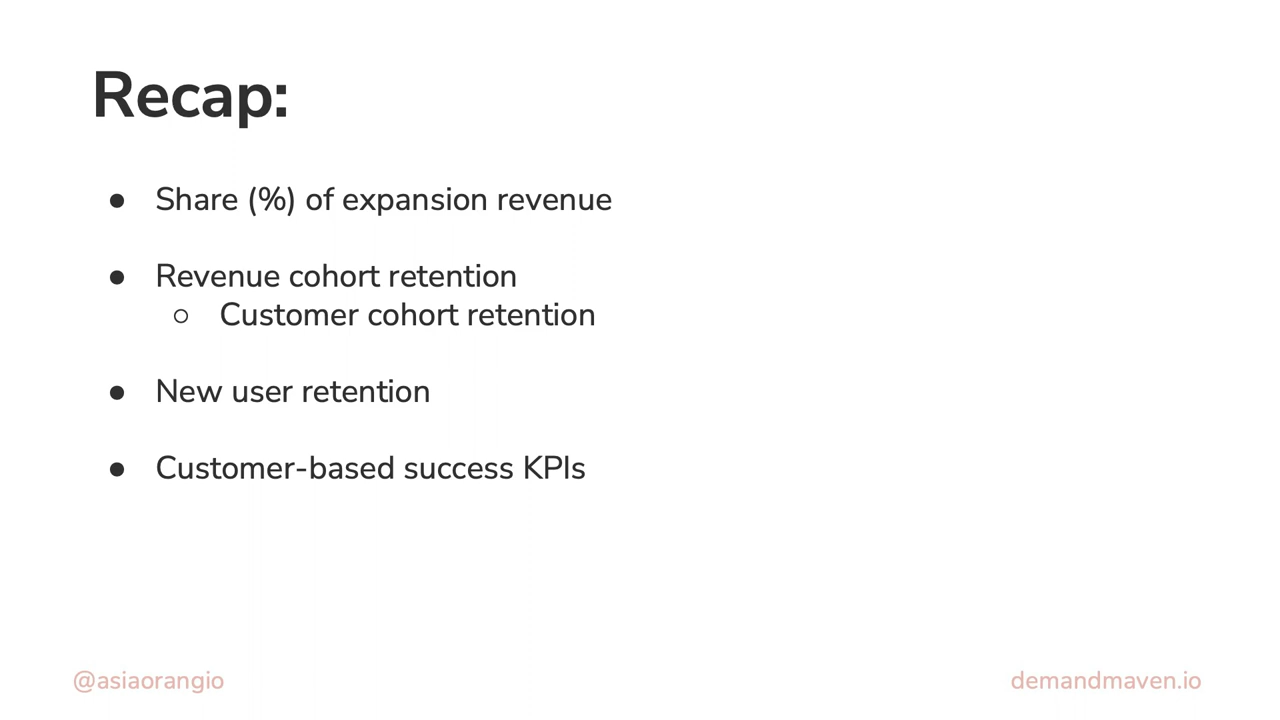 Recap:
● Share (%) of expansion revenue
● Revenue cohort retention
○ Customer cohort retention
● New user retention
● Customer-based success KPIs
@asiaorangio
demandmaven.io